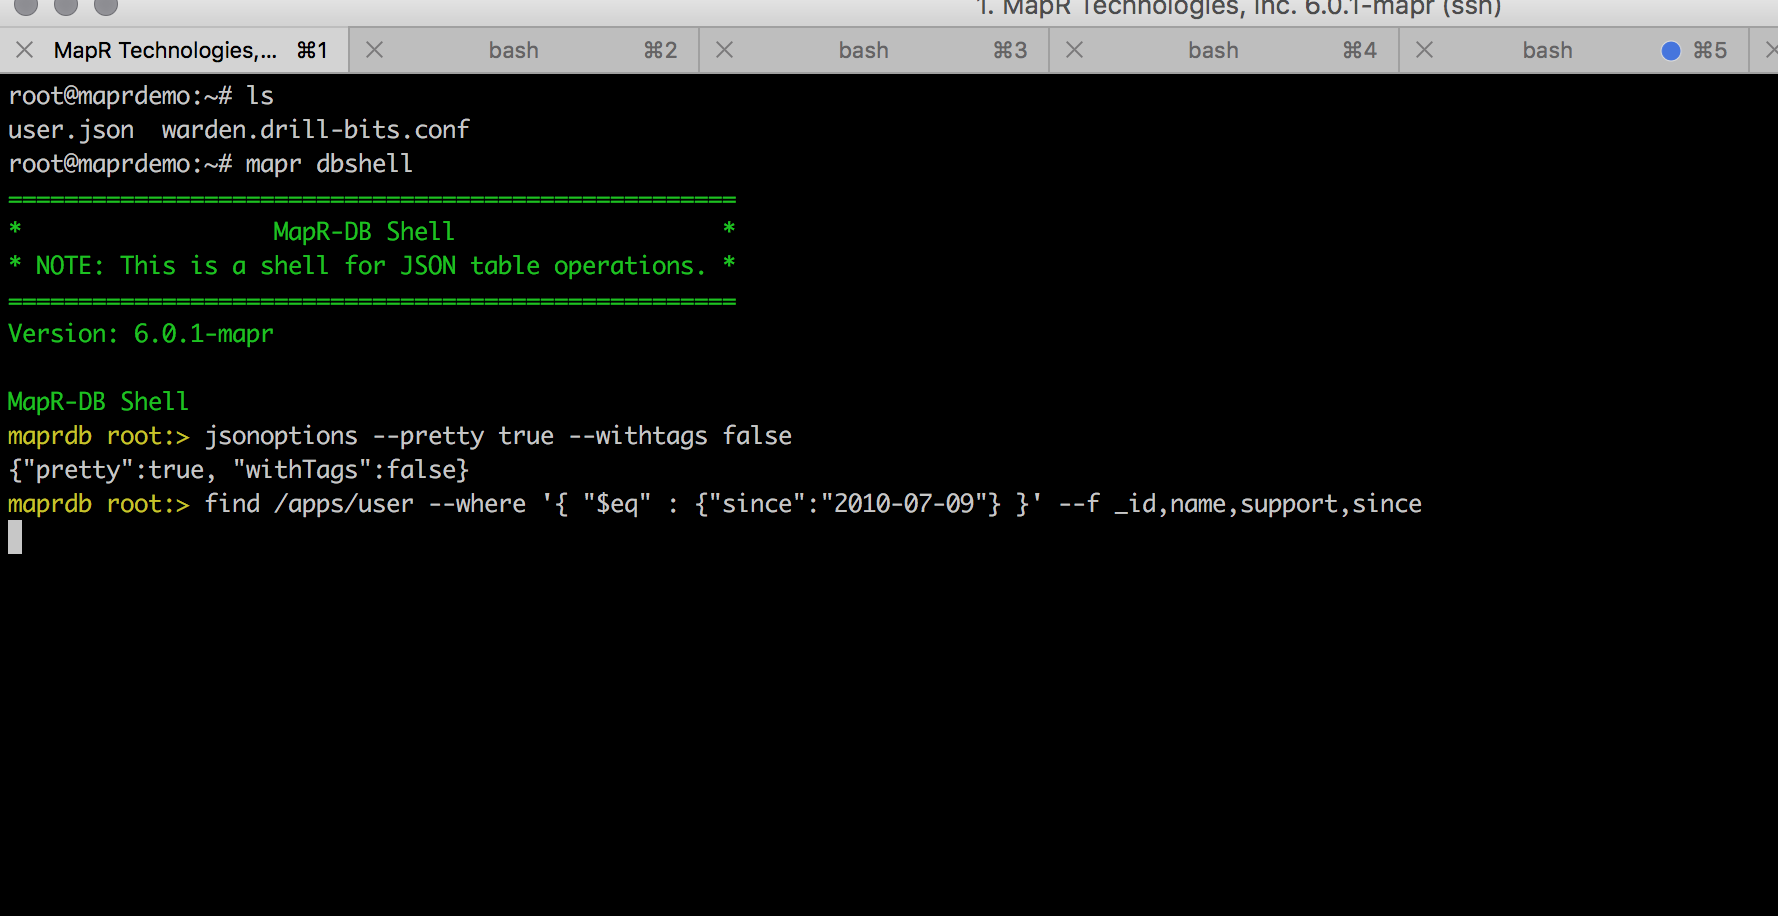 1. MapR Technologies, Inc. 6.0.1-mapr (ssh)
MapR Technologies,... ⌘1 bash ⌘2 bash ⌘3 bash ⌘4 bash ⌘5
root@maprdemo:~# ls
user.json  warden.drill-bits.conf
root@maprdemo:~# mapr dbshell
====================================================
*                  MapR-DB Shell                   *
* NOTE: This is a shell for JSON table operations. *
====================================================
Version: 6.0.1-mapr
MapR-DB Shell
maprdb root:> jsonoptions --pretty true --withtags false
{"pretty":true, "withTags":false}
maprdb root:> find /apps/user --where '{ "$eq" : {"since":"2010-07-09"} }' --f _id,name,support,since